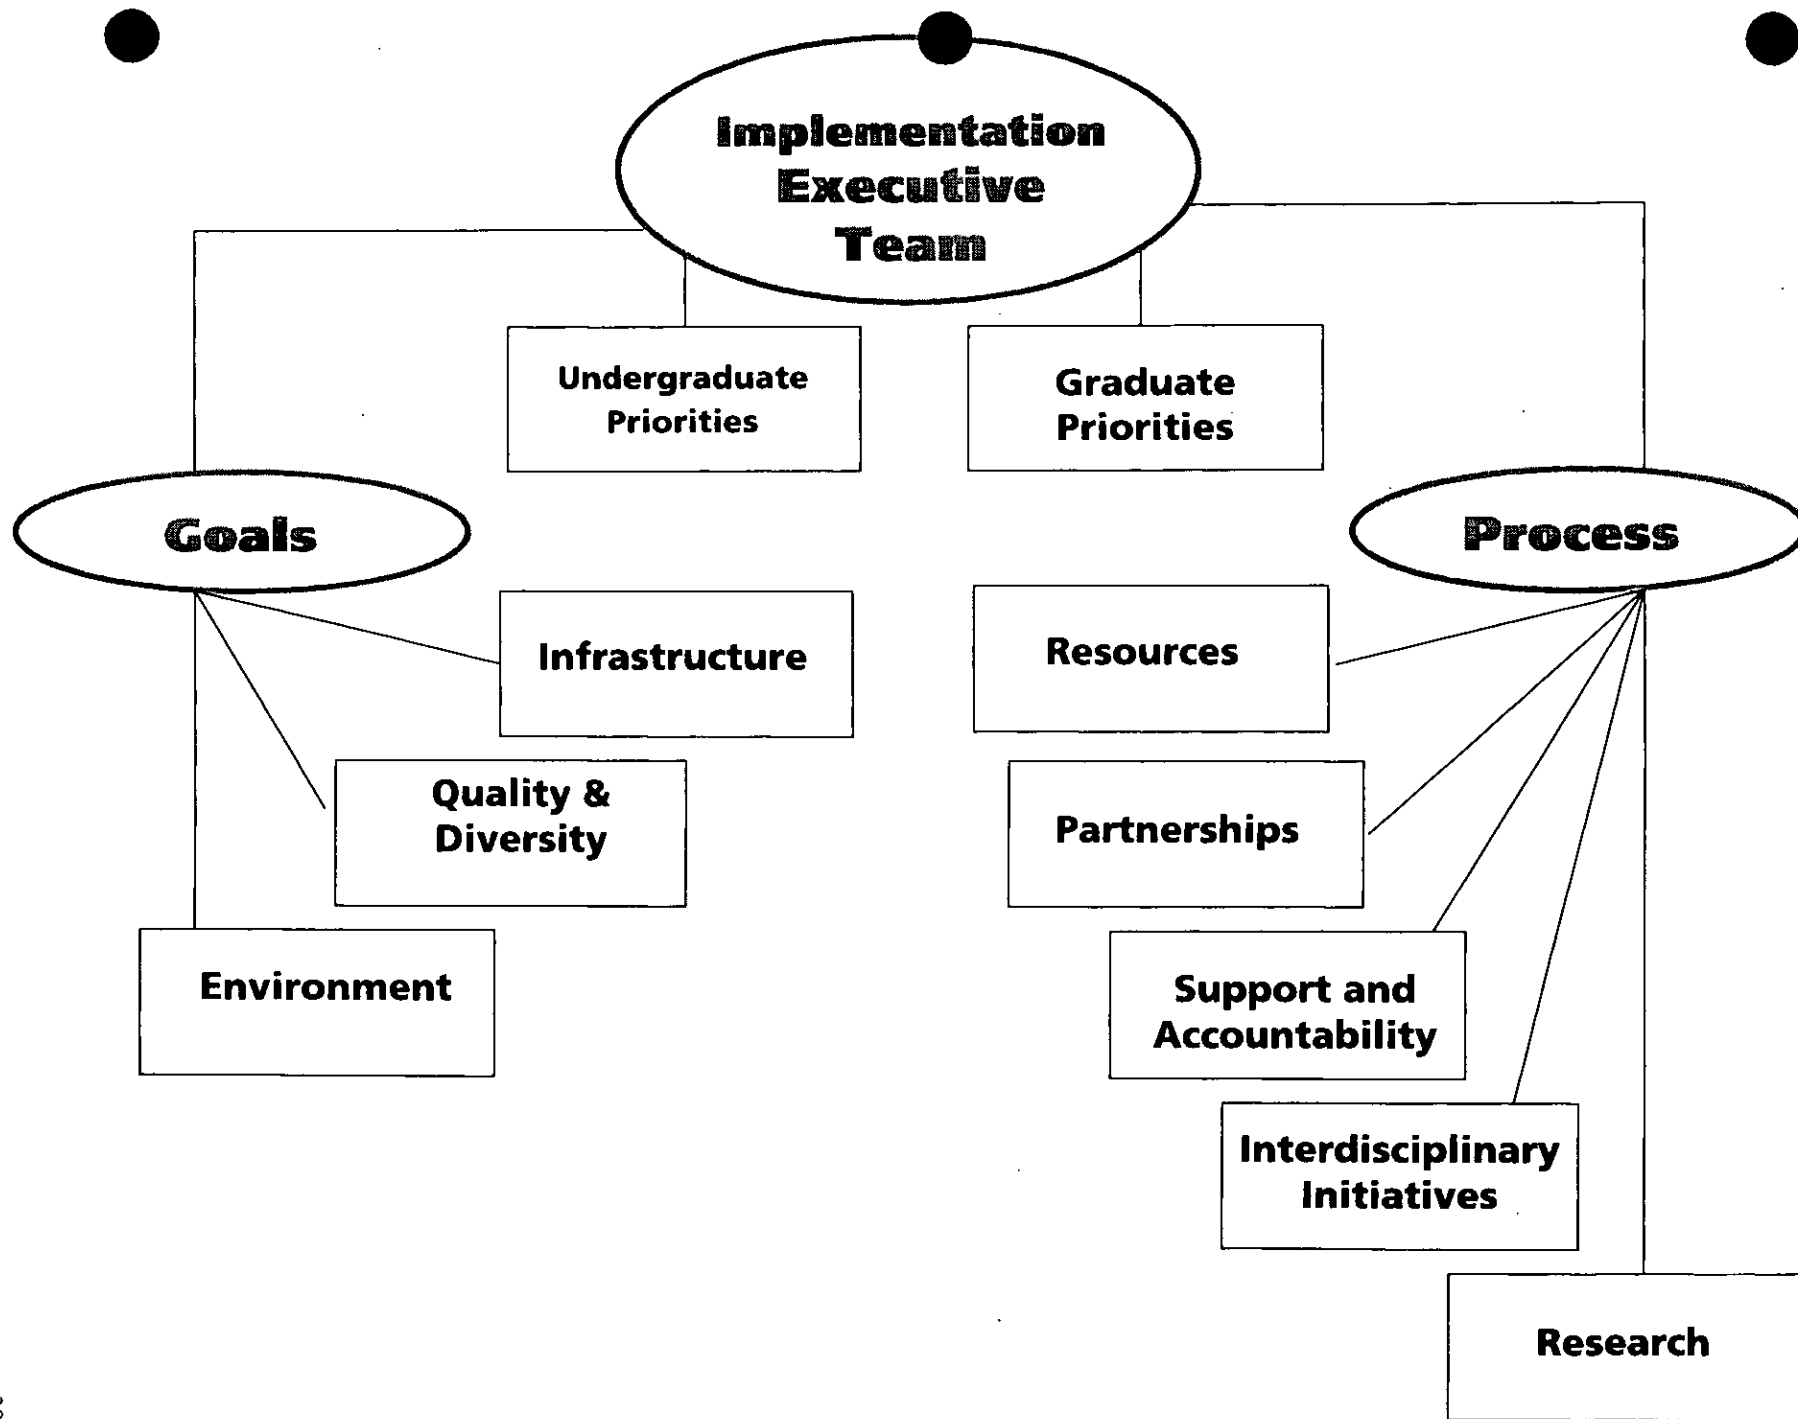 Implementation
Executive
Team
Undergraduate
Priorities
Graduate
Priorities
Goals
Process
Infrastructure
Resources
Quality &
Diversity
Partnerships
Environment
Support and
Accountability
Interdisciplinary
Initiatives
Research